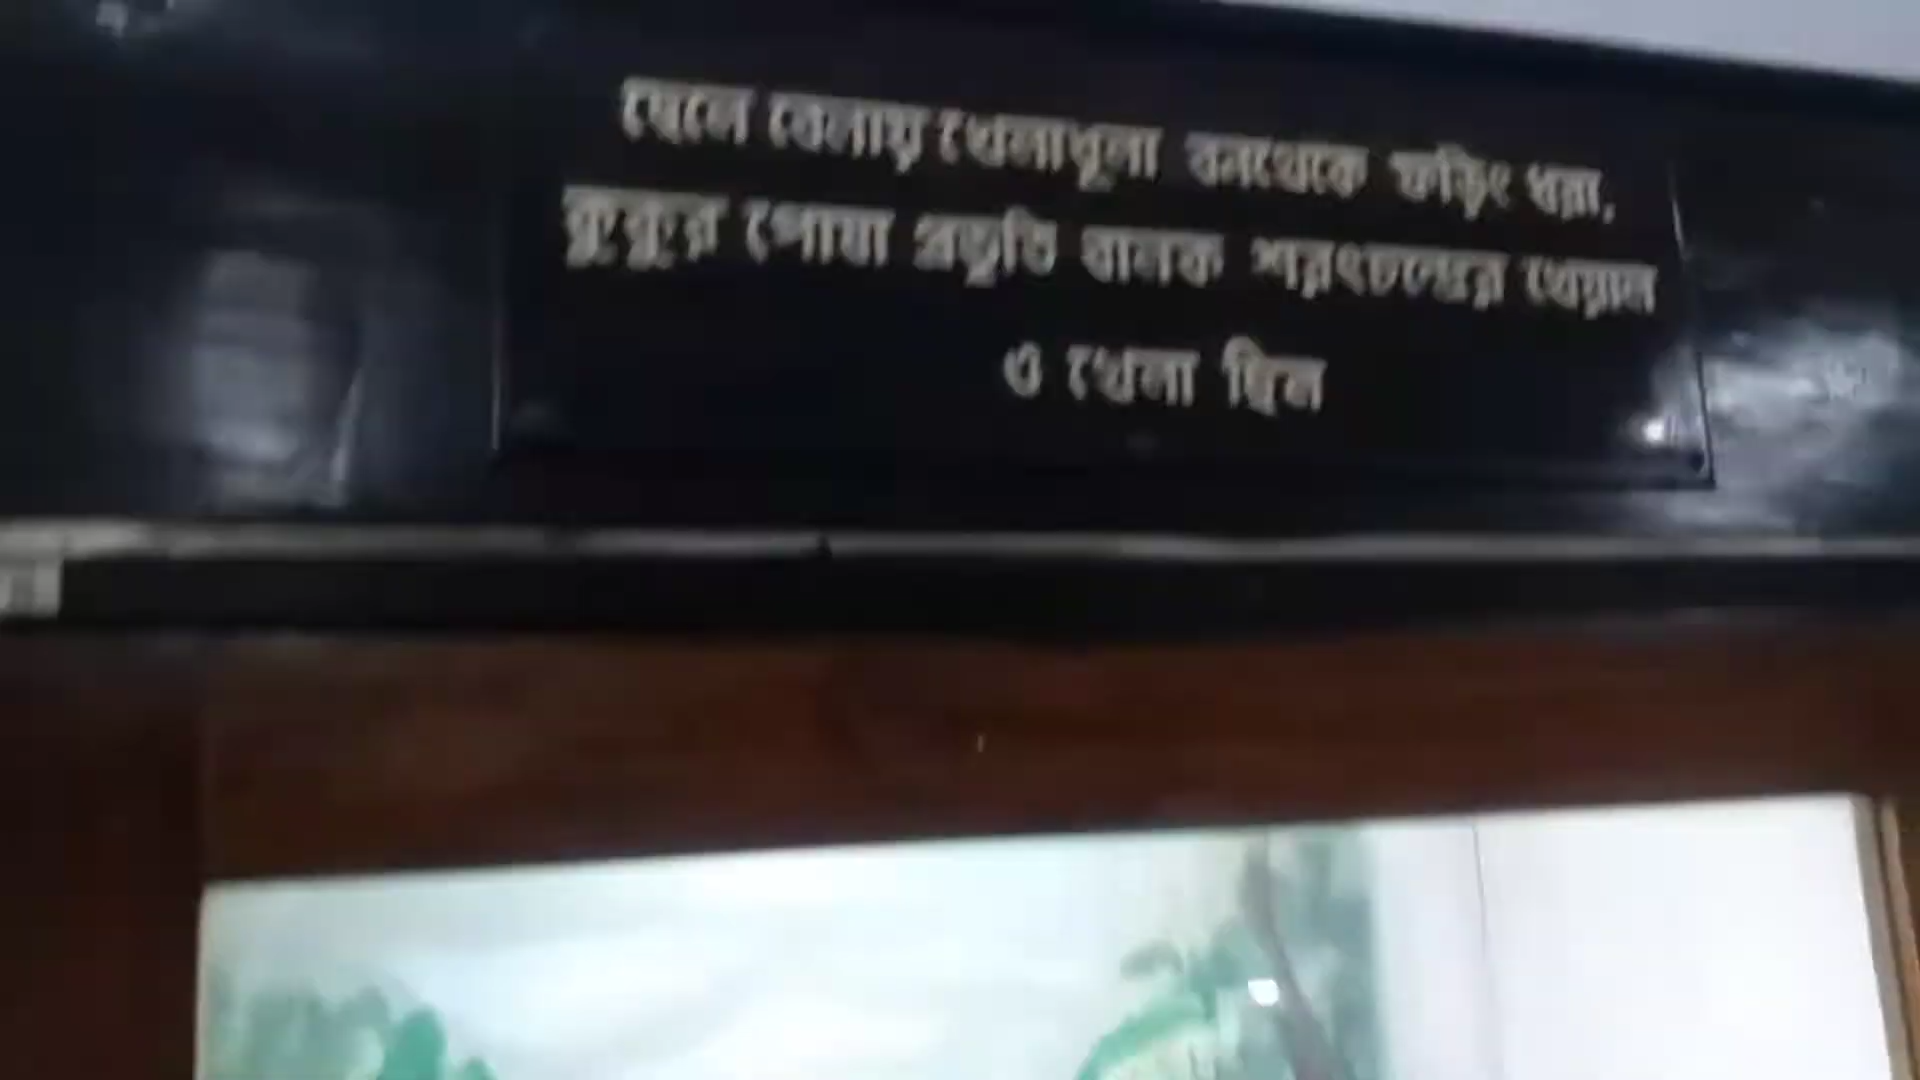 ছেলে বেলায় খেলাধূলা বনথেকে ফড়িং ধরা,
কুকুর পোষা প্রভৃতি বালক শরৎচন্দ্রের খেয়াল
ও খেলা ছিল